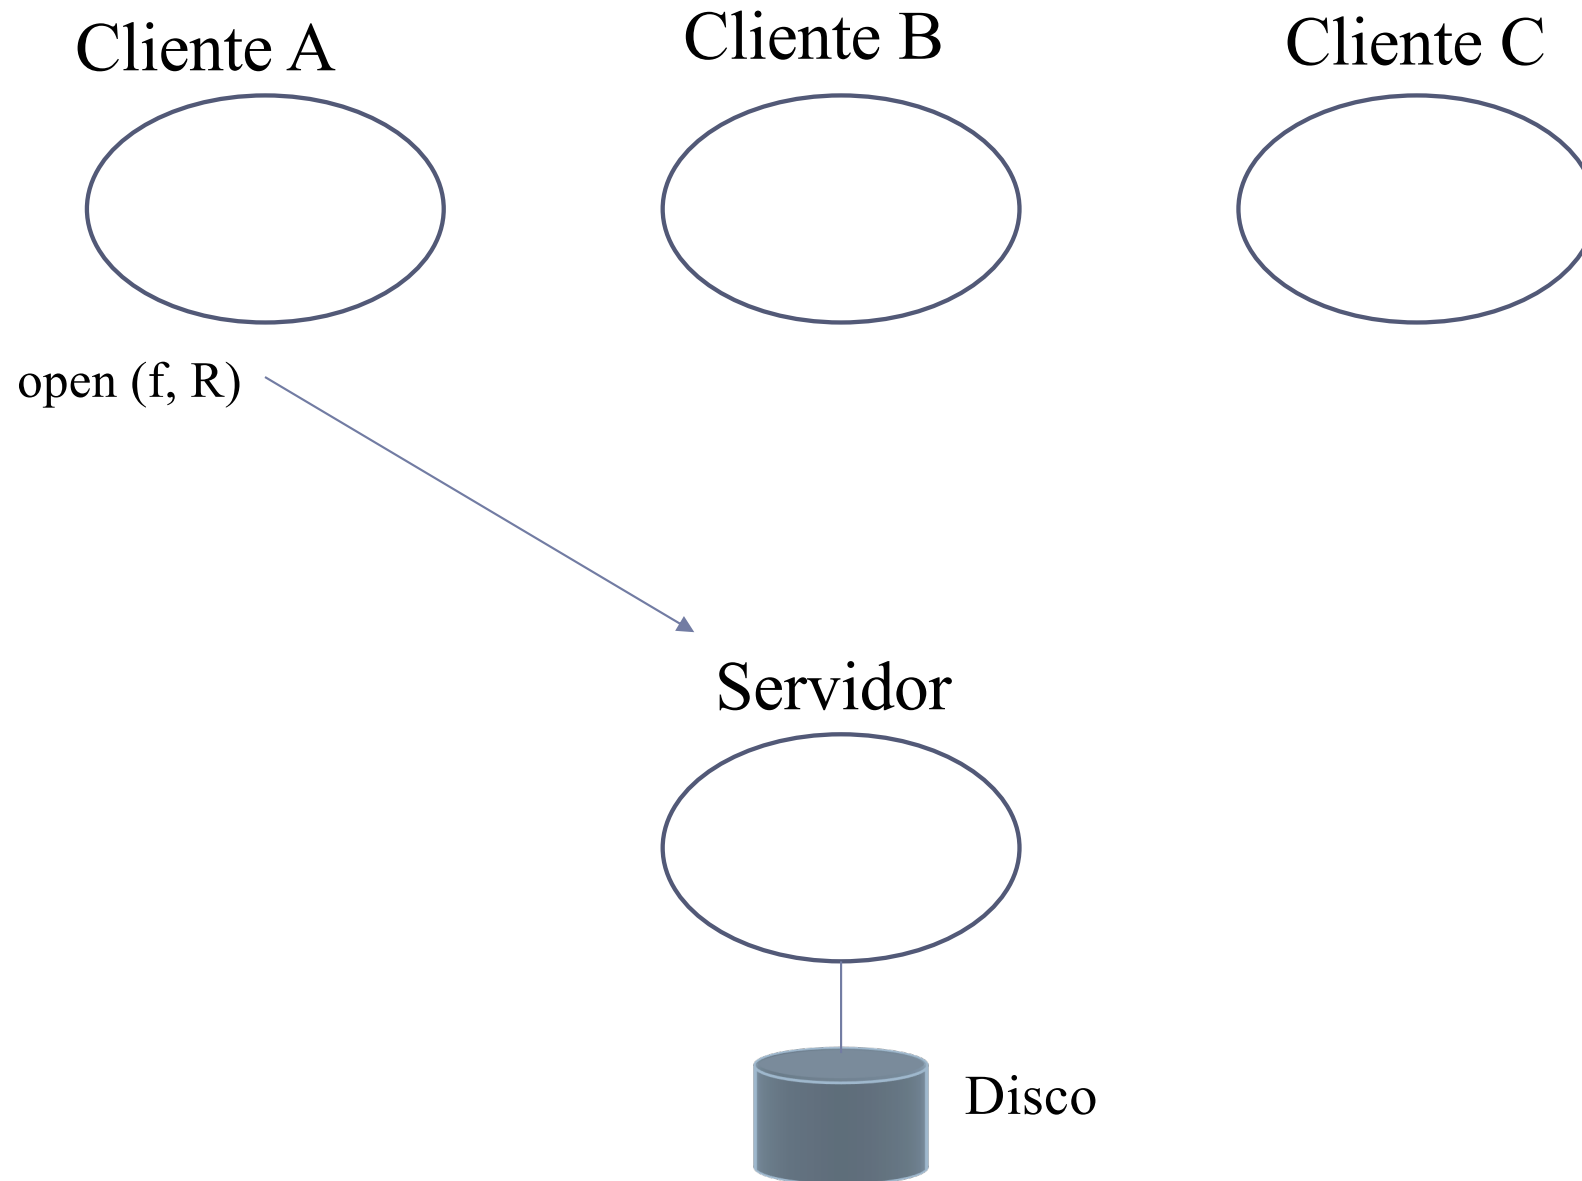 Cliente A
Cliente B
Cliente C
open (f, R)
Servidor
Disco